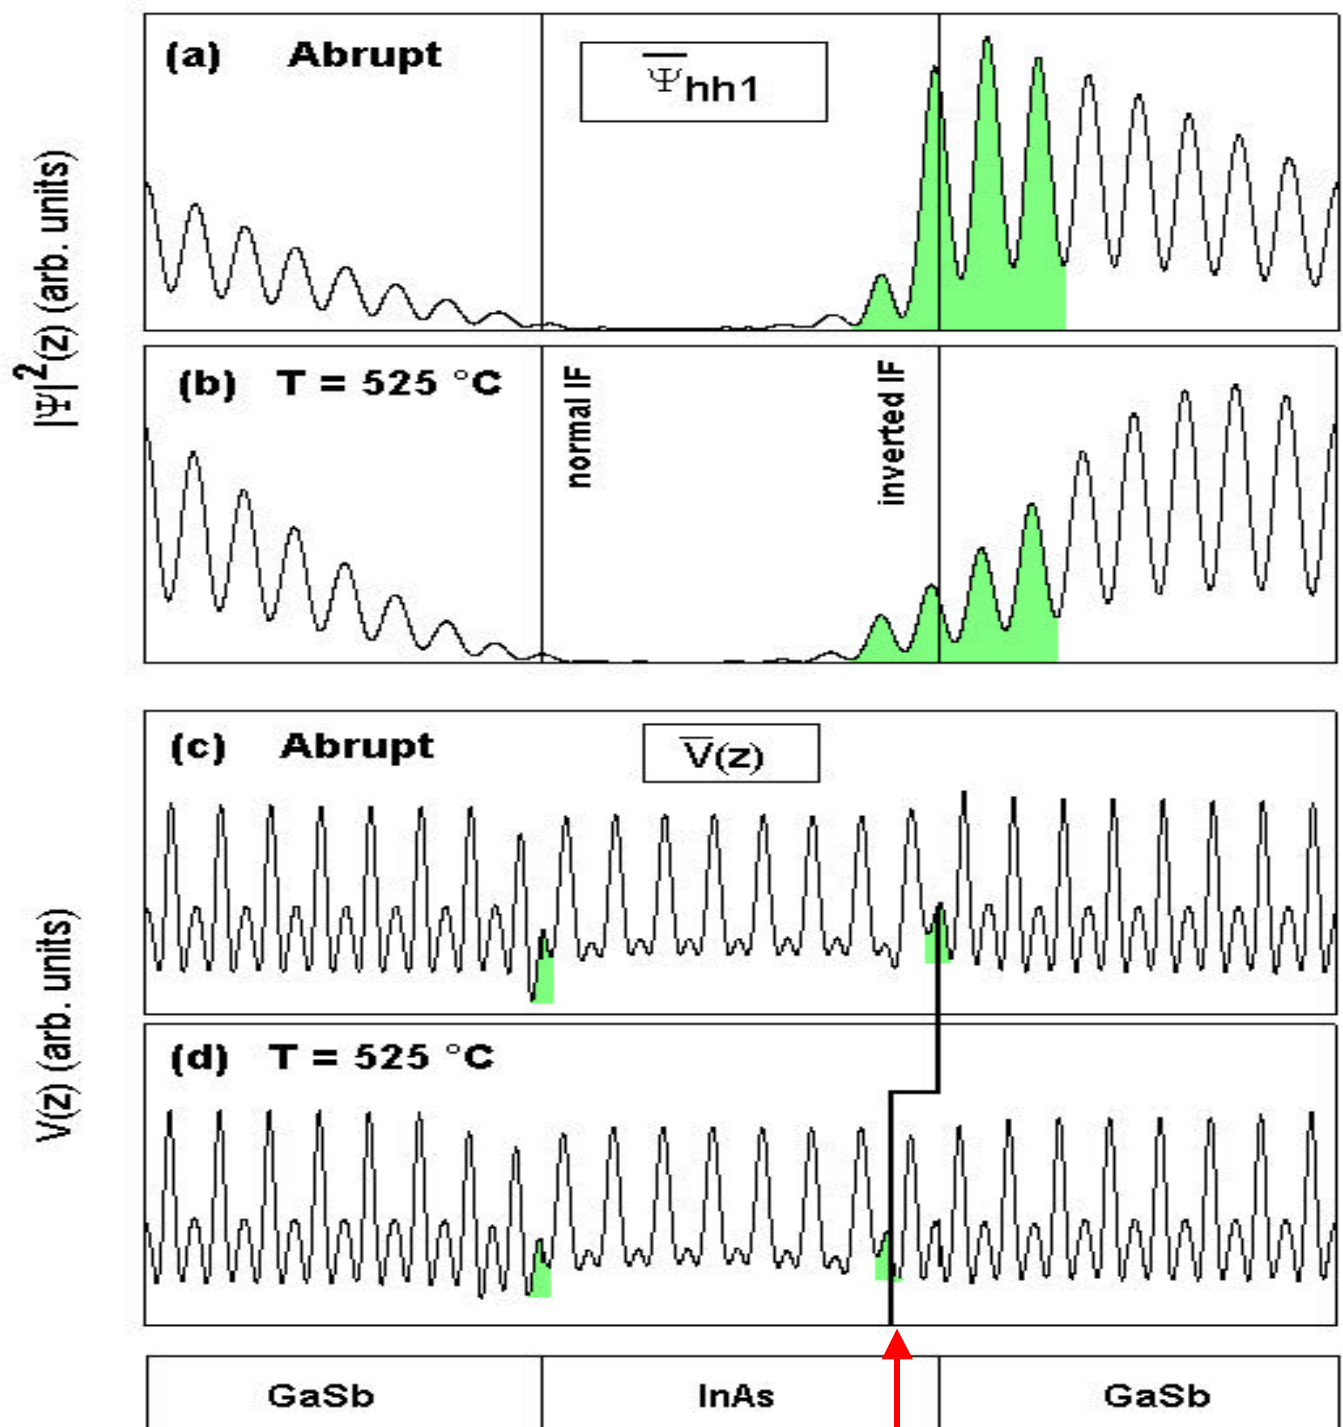 (a) Abrupt
Ψhh1
(b) T = 525 °C
normal IF
inverted IF
|Ψ|²(z) (arb. units)
(c) Abrupt
V(z)
(d) T = 525 °C
V(z) (arb. units)
GaSb InAs GaSb